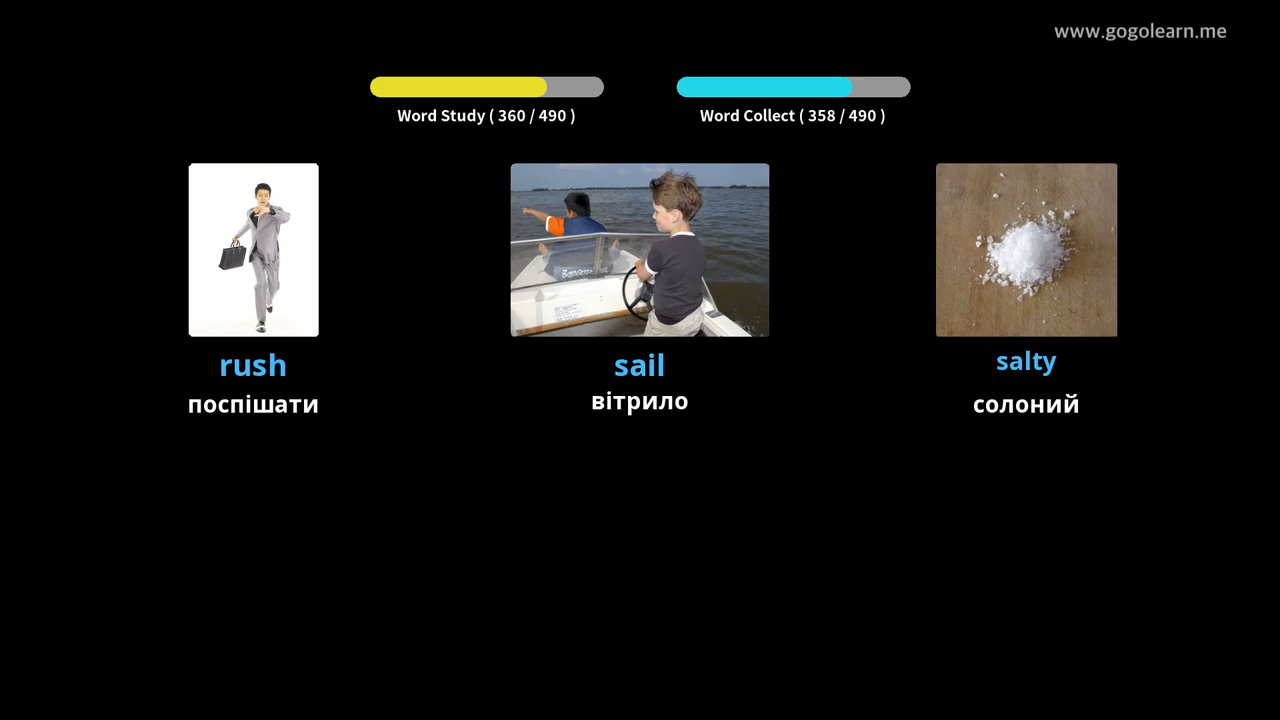 www.gogolearn.me
Word Study ( 360 / 490 )
Word Collect ( 358 / 490 )
rush
поспішати
sail
вітрило
salty
солоний